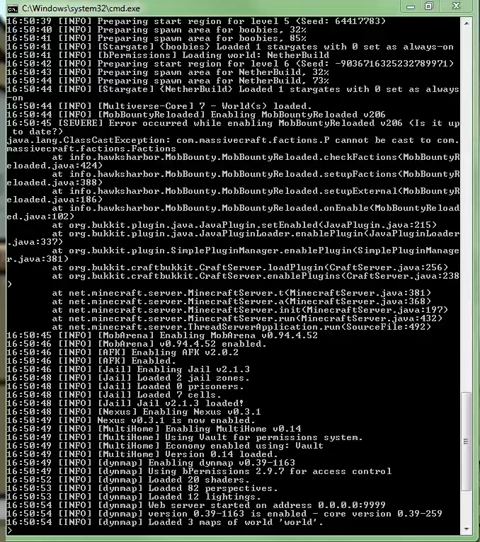 C:\Windows\system32\cmd.exe
16:50:39 [INFO] Preparing start region for level 5 (Seed: 64417783)
16:50:40 [INFO] Preparing spawn area for boobies, 32%
16:50:41 [INFO] Preparing spawn area for boobies, 85%
16:50:41 [INFO] [Stargate] (boobies) Loaded 1 stargates with 0 set as always-on
16:50:41 [INFO] [bPermissions] Loading world: NetherBuild
16:50:42 [INFO] Preparing start region for level 6 (Seed: -9036716325232789971)
16:50:43 [INFO] Preparing spawn area for NetherBuild, 32%
16:50:44 [INFO] Preparing spawn area for NetherBuild, 73%
16:50:44 [INFO] [Stargate] (NetherBuild) Loaded 1 stargates with 0 set as always
-on
16:50:44 [INFO] [Multiverse-Core] 7 - World(s) loaded.
16:50:44 [INFO] [MobBountyReloaded] Enabling MobBountyReloaded v206
16:50:45 [SEVERE] Error occurred while enabling MobBountyReloaded v206 (Is it up
 to date?)
java.lang.ClassCastException: com.massivecraft.factions.P cannot be cast to com.
massivecraft.factions.Factions
at info.hawksharbor.MobBounty.MobBountyReloaded.checkFactions(MobBountyR
eloaded.java:424)
at info.hawksharbor.MobBounty.MobBountyReloaded.setupFactions(MobBountyR
eloaded.java:388)
at info.hawksharbor.MobBounty.MobBountyReloaded.setupExternal(MobBountyR
eloaded.java:186)
at info.hawksharbor.MobBounty.MobBountyReloaded.onEnable(MobBountyReload
ed.java:102)
at org.bukkit.plugin.java.JavaPlugin.setEnabled(JavaPlugin.java:215)
at org.bukkit.plugin.java.JavaPluginLoader.enablePlugin(JavaPluginLoader
.java:337)
at org.bukkit.plugin.SimplePluginManager.enablePlugin(SimplePluginManage
r.java:381)
at org.bukkit.craftbukkit.CraftServer.loadPlugin(CraftServer.java:256)
at org.bukkit.craftbukkit.CraftServer.enablePlugins(CraftServer.java:238
)
at net.minecraft.server.MinecraftServer.t(MinecraftServer.java:381)
at net.minecraft.server.MinecraftServer.a(MinecraftServer.java:368)
at net.minecraft.server.MinecraftServer.init(MinecraftServer.java:197)
at net.minecraft.server.MinecraftServer.run(MinecraftServer.java:432)
at net.minecraft.server.ThreadServerApplication.run(SourceFile:492)
16:50:45 [INFO] [MobArena] Enabling MobArena v0.94.4.52
16:50:46 [INFO] [MobArena] v0.94.4.52 enabled.
16:50:46 [INFO] [AFK] Enabling AFK v2.0.2
16:50:46 [INFO] [AFK] Enabled.
16:50:46 [INFO] [Jail] Enabling Jail v2.1.3
16:50:48 [INFO] [Jail] Loaded 2 jail zones.
16:50:48 [INFO] [Jail] Loaded 0 prisoners.
16:50:48 [INFO] [Jail] Loaded 7 cells.
16:50:48 [INFO] [Jail] Jail v2.1.3 loaded!
16:50:48 [INFO] [Nexus] Enabling Nexus v0.3.1
16:50:49 [INFO] Nexus v0.3.1 is now enabled.
16:50:49 [INFO] [MultiHome] Enabling MultiHome v0.14
16:50:49 [INFO] [MultiHome] Using Vault for permissions system.
16:50:49 [INFO] [MultiHome] Economy enabled using: Vault
16:50:49 [INFO] [MultiHome] Version 0.14 loaded.
16:50:49 [INFO] [dynmap] Enabling dynmap v0.39-1163
16:50:50 [INFO] [dynmap] Using bPermissions 2.9.7 for access control
16:50:52 [INFO] [dynmap] Loaded 20 shaders.
16:50:53 [INFO] [dynmap] Loaded 82 perspectives.
16:50:53 [INFO] [dynmap] Loaded 12 lightings.
16:50:54 [INFO] [dynmap] Web server started on address 0.0.0.0:9999
16:50:54 [INFO] [dynmap] version 0.39-1163 is enabled - core version 0.39-259
16:50:54 [INFO] [dynmap] Loaded 3 maps of world 'world'.
>